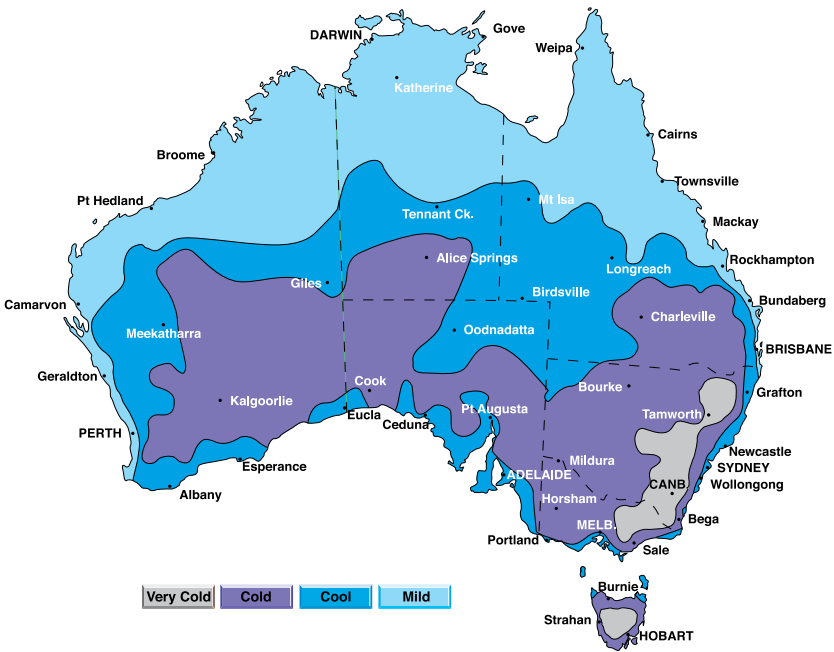 Gove
DARWIN
Weipa
Katherine
Cairns
Broome
Townsville
Pt Hedland
Mt Isa
Tennant Ck.
Mackay
Alice Springs
Rockhampton
Longreach
Giles
Birdsville
Camarvon
Bundaberg
Charleville
Meekatharra
Oodnadatta
BRISBANE
Geraldton
Cook
Bourke
Grafton
Kalgoorlie
Pt Augusta
Tamworth
Eucla
Ceduna
PERTH
Newcastle
Mildura
Esperance
SYDNEY
ADELAIDE
CANB.
Wollongong
Albany
Horsham
MELB.
Bega
Portland
Sale
Burnie
Very Cold
Cold
Cool
Mild
Strahan
HOBART